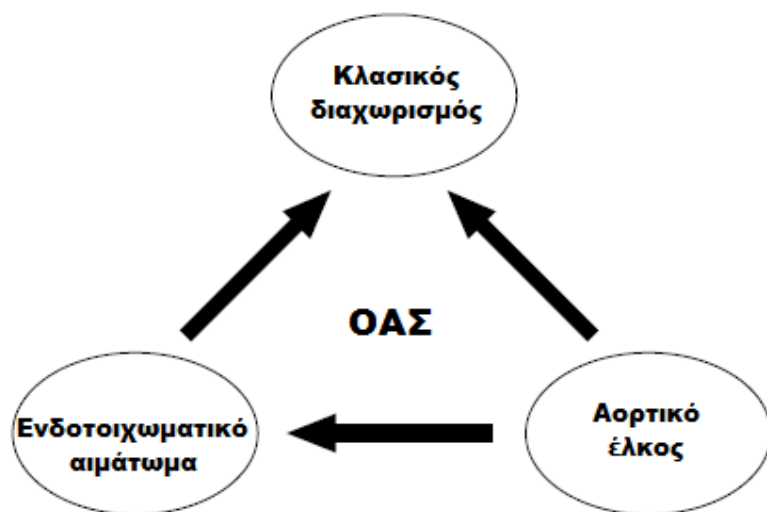 Κλασικός
διαχωρισμός
ΟΑΣ
Ενδοτοιχωματικό
αιμάτωμα
Αορτικό
έλκος